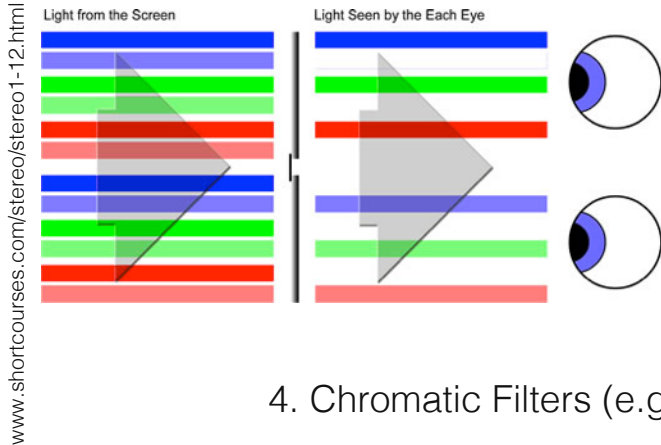 Light from the Screen
Light Seen by the Each Eye
www.shortcourses.com/stereo/stereo1-12.html
4. Chromatic Filters (e.g